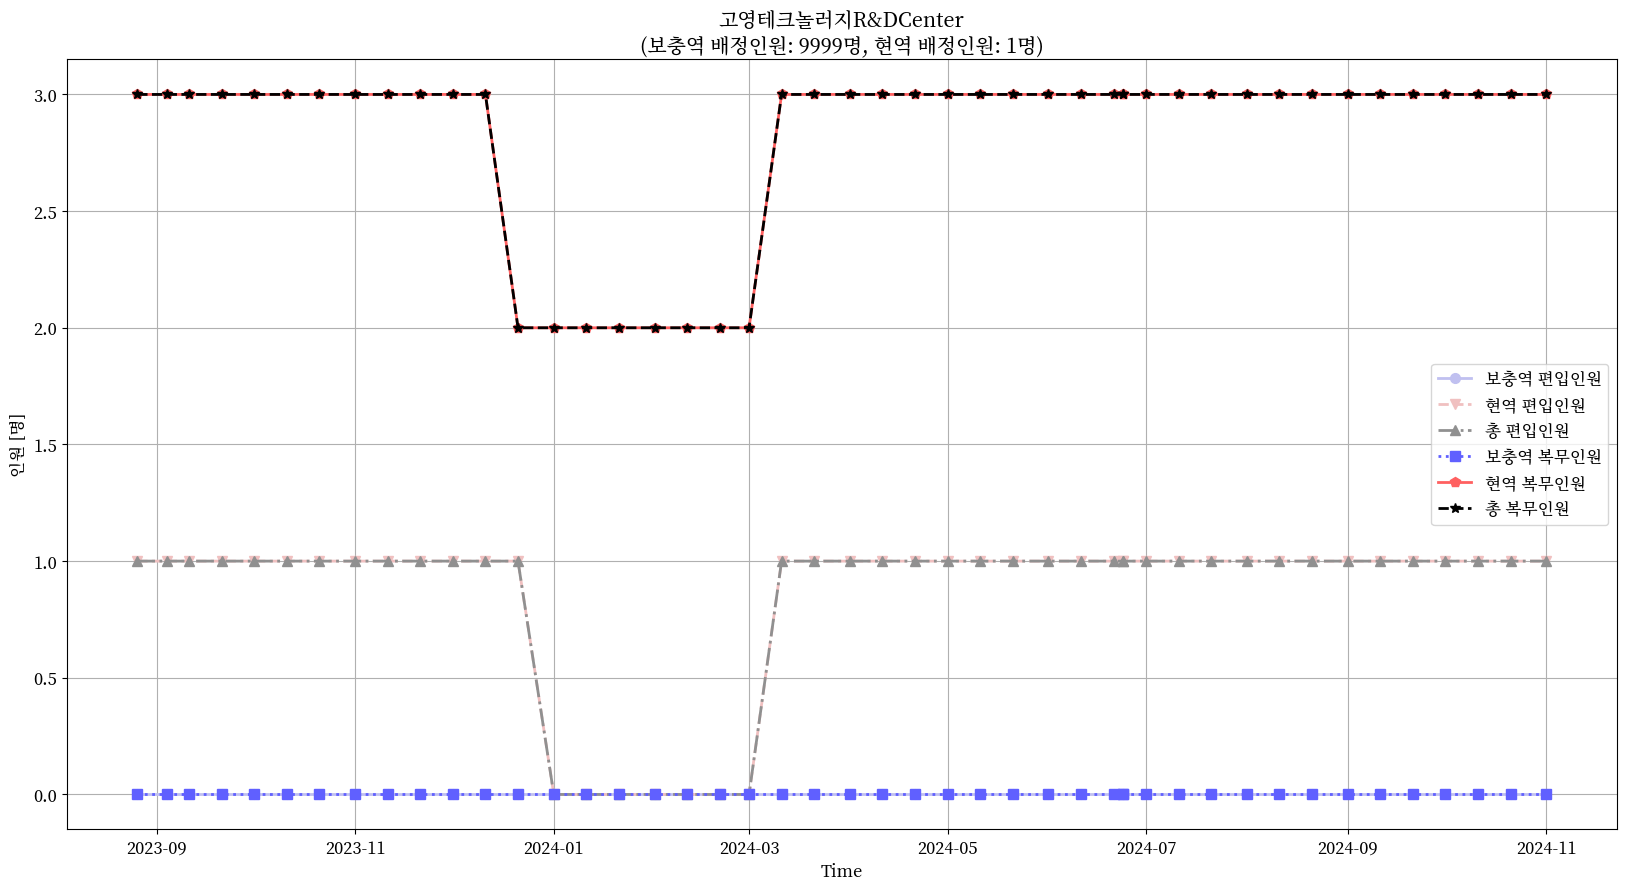 고영테크놀러지R&DCenter
(보충역 배정인원: 9999명, 현역 배정인원: 1명)
3.0
2.5
2.0
1.5
1.0
0.5
0.0
인원 [명]
보충역 편입인원
현역 편입인원
총 편입인원
보충역 복무인원
현역 복무인원
총 복무인원
2023-09
2023-11
2024-01
2024-03
2024-05
2024-07
2024-09
2024-11
Time